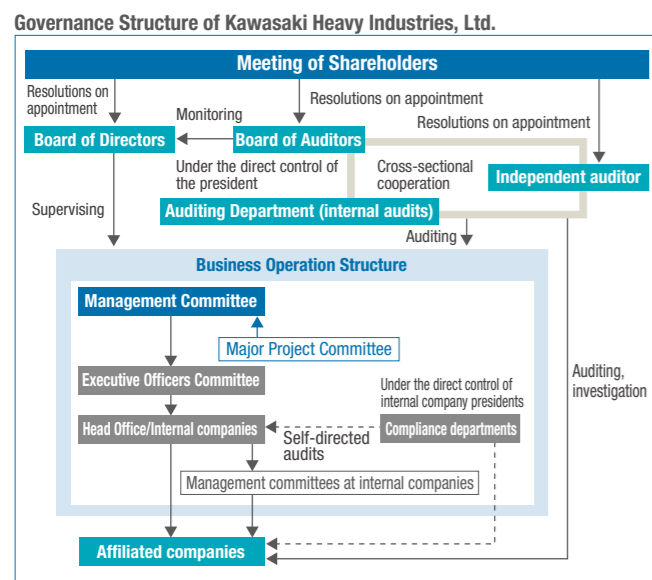 Governance Structure of Kawasaki Heavy Industries, Ltd.
Meeting of Shareholders
Resolutions on
appointment
Monitoring
Resolutions on appointment
Resolutions on appointment
Board of Directors
Board of Auditors
Under the direct control of
the president
Cross-sectional
cooperation
Independent auditor
Supervising
Auditing Department (internal audits)
Auditing
Business Operation Structure
Management Committee
Major Project Committee
Executive Officers Committee
Under the direct control of
internal company presidents
Auditing,
investigation
Head Office/Internal companies
Self-directed
audits
Compliance departments
Management committees at internal companies
Affiliated companies